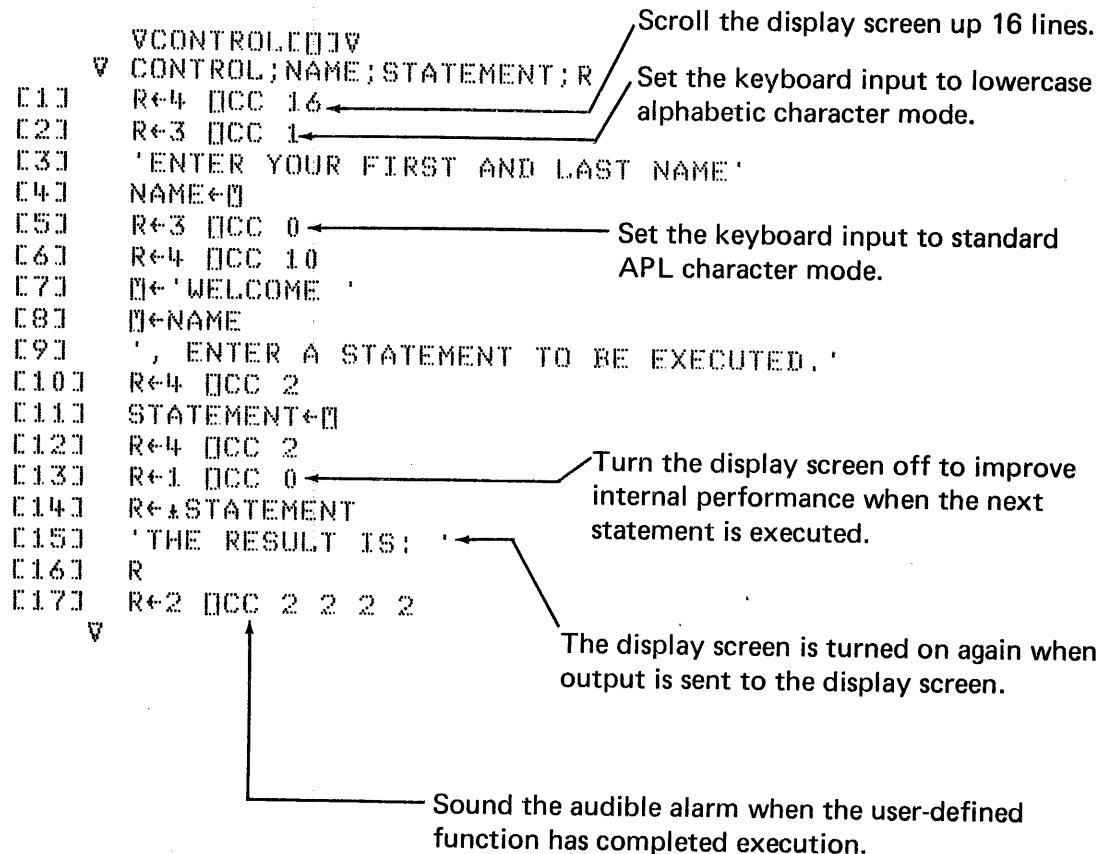 ∇CONTROL[⎕]∇
∇ CONTROL;NAME;STATEMENT;R
[1] R←4 ⎕CC 16
[2] R←3 ⎕CC 1
[3] 'ENTER YOUR FIRST AND LAST NAME'
[4] NAME←⍞
[5] R←3 ⎕CC 0
[6] R←4 ⎕CC 10
[7] ⍞←'WELCOME '
[8] ⍞←NAME
[9] ', ENTER A STATEMENT TO BE EXECUTED.'
[10] R←4 ⎕CC 2
[11] STATEMENT←⍞
[12] R←4 ⎕CC 2
[13] R←1 ⎕CC 0
[14] R←⍎STATEMENT
[15] 'THE RESULT IS: '
[16] R
[17] R←2 ⎕CC 2 2 2 2
∇
Scroll the display screen up 16 lines.
Set the keyboard input to lowercase
alphabetic character mode.
Set the keyboard input to standard
APL character mode.
Turn the display screen off to improve
internal performance when the next
statement is executed.
The display screen is turned on again when
output is sent to the display screen.
Sound the audible alarm when the user-defined
function has completed execution.